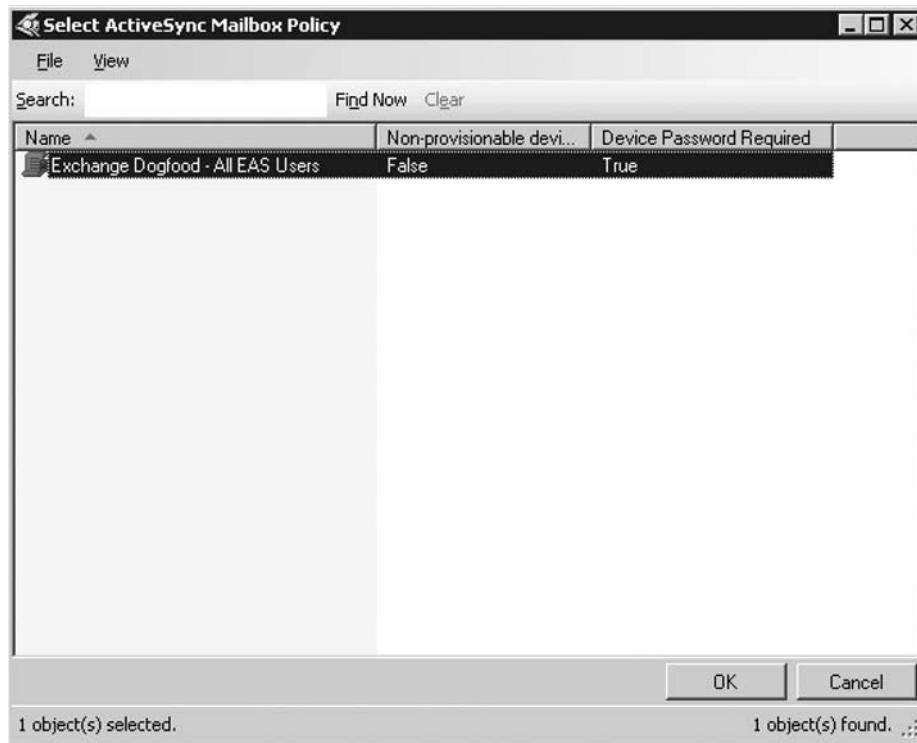 Select ActiveSync Mailbox Policy
File View
Search: Find Now Clear
Name Non-provisionable devi... Device Password Required
Exchange Dogfood - All EAS Users False True
OK Cancel
1 object(s) selected. 1 object(s) found.